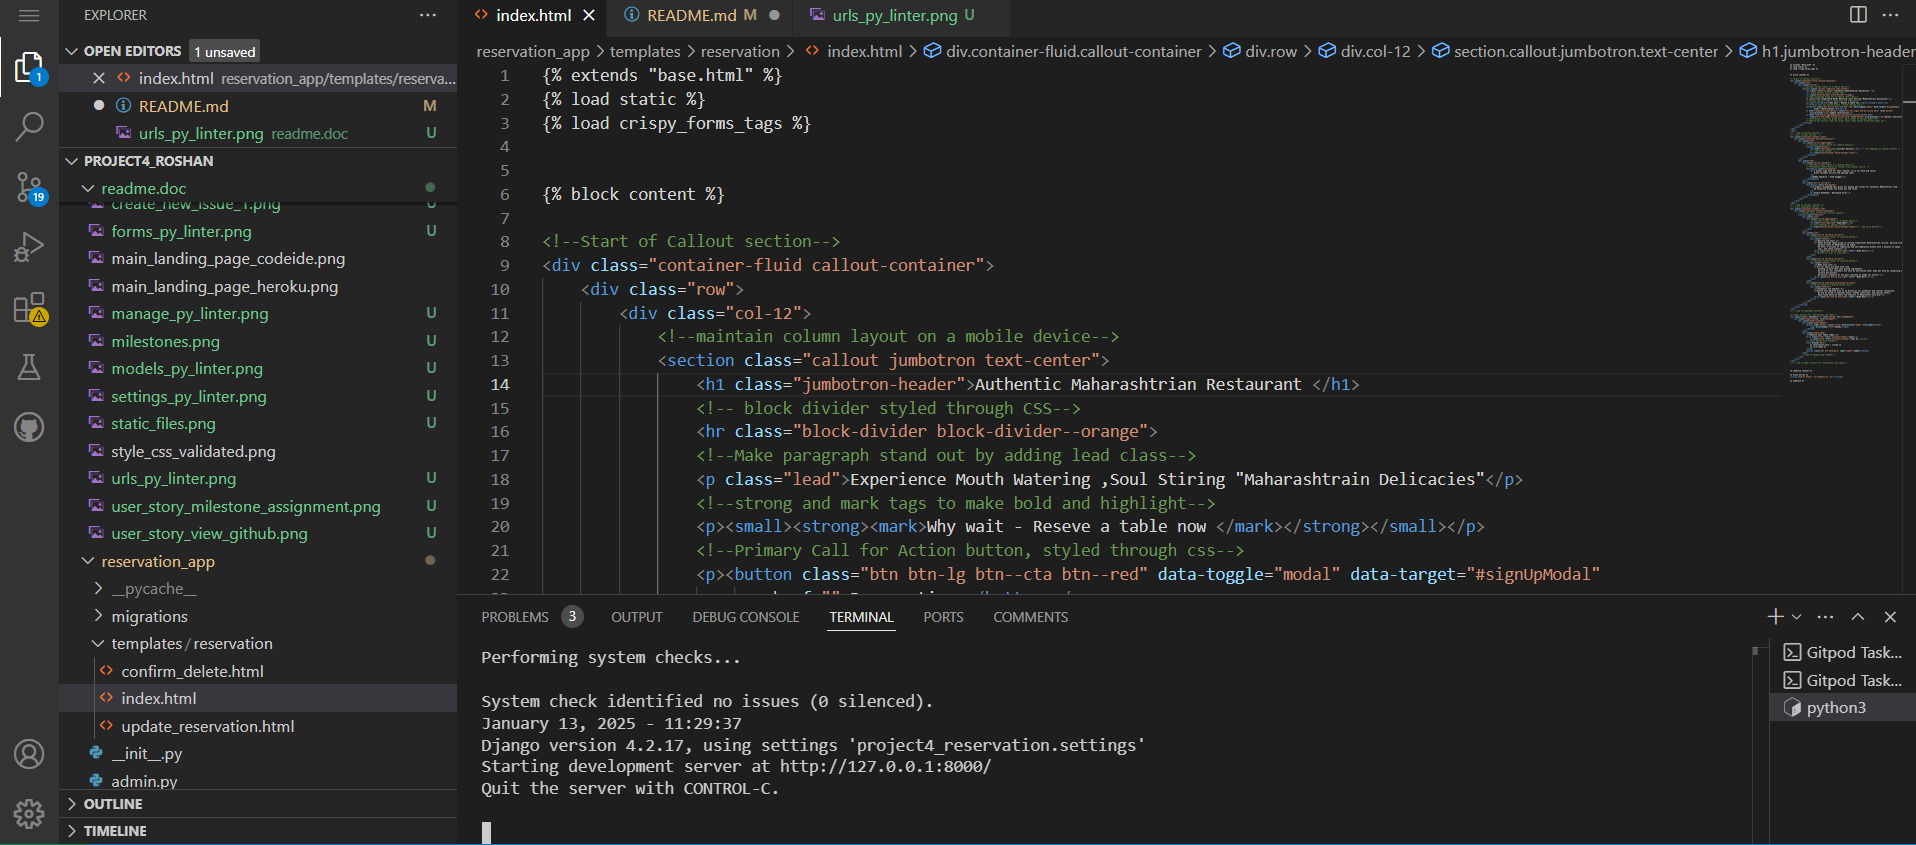 EXPLORER
OPEN EDITORS 1 unsaved
index.html reservation_app/templates/reserva...
README.md M
urls_py_linter.png readme.doc U
PROJECT4_ROSHAN
readme.doc
create_new_issue_1.png U
forms_py_linter.png U
main_landing_page_codeide.png
main_landing_page_heroku.png
manage_py_linter.png U
milestones.png U
models_py_linter.png U
settings_py_linter.png U
static_files.png U
style_css_validated.png
urls_py_linter.png U
user_story_milestone_assignment.png U
user_story_view_github.png U
reservation_app
__pycache__
migrations
templates/reservation
confirm_delete.html
index.html
update_reservation.html
__init__.py
admin.py
OUTLINE
TIMELINE
1
19
index.html README.md M urls_py_linter.png U
reservation_app > templates > reservation > index.html > div.container-fluid.callout-container > div.row > div.col-12 > section.callout.jumbotron.text-center > h1.jumbotron-header
1 {% extends "base.html" %}
2 {% load static %}
3 {% load crispy_forms_tags %}
4
5
6 {% block content %}
7
8 <!--Start of Callout section-->
9 <div class="container-fluid callout-container">
10 <div class="row">
11 <div class="col-12">
12 <!--maintain column layout on a mobile device-->
13 <section class="callout jumbotron text-center">
14 <h1 class="jumbotron-header">Authentic Maharashtrian Restaurant </h1>
15 <!-- block divider styled through CSS-->
16 <hr class="block-divider block-divider--orange">
17 <!--Make paragraph stand out by adding lead class-->
18 <p class="lead">Experience Mouth Watering ,Soul Stiring "Maharashtrain Delicacies"</p>
19 <!--strong and mark tags to make bold and highlight-->
20 <p><small><strong><mark>Why wait - Reseve a table now </mark></strong></small></p>
21 <!--Primary Call for Action button, styled through css-->
22 <p><button class="btn btn-lg btn--cta btn--red" data-toggle="modal" data-target="#signUpModal"
PROBLEMS 3 OUTPUT DEBUG CONSOLE TERMINAL PORTS COMMENTS
Performing system checks...
System check identified no issues (0 silenced).
January 13, 2025 - 11:29:37
Django version 4.2.17, using settings 'project4_reservation.settings'
Starting development server at http://127.0.0.1:8000/
Quit the server with CONTROL-C.
Gitpod Task...
Gitpod Task...
python3